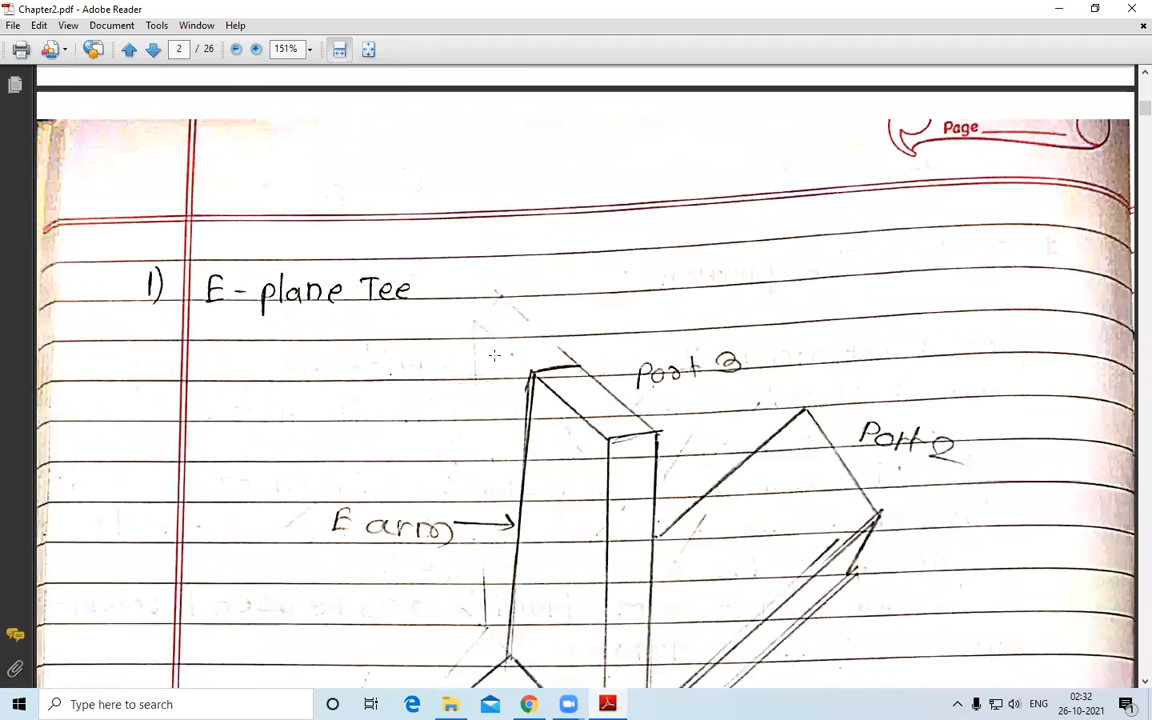 Chapter2.pdf - Adobe Reader
File Edit View Document Tools Window Help
2 / 26 151%
Page
1) E - plane Tee
Port 3
Port 2
E arm
Type here to search
ENG
02:32
26-10-2021
1